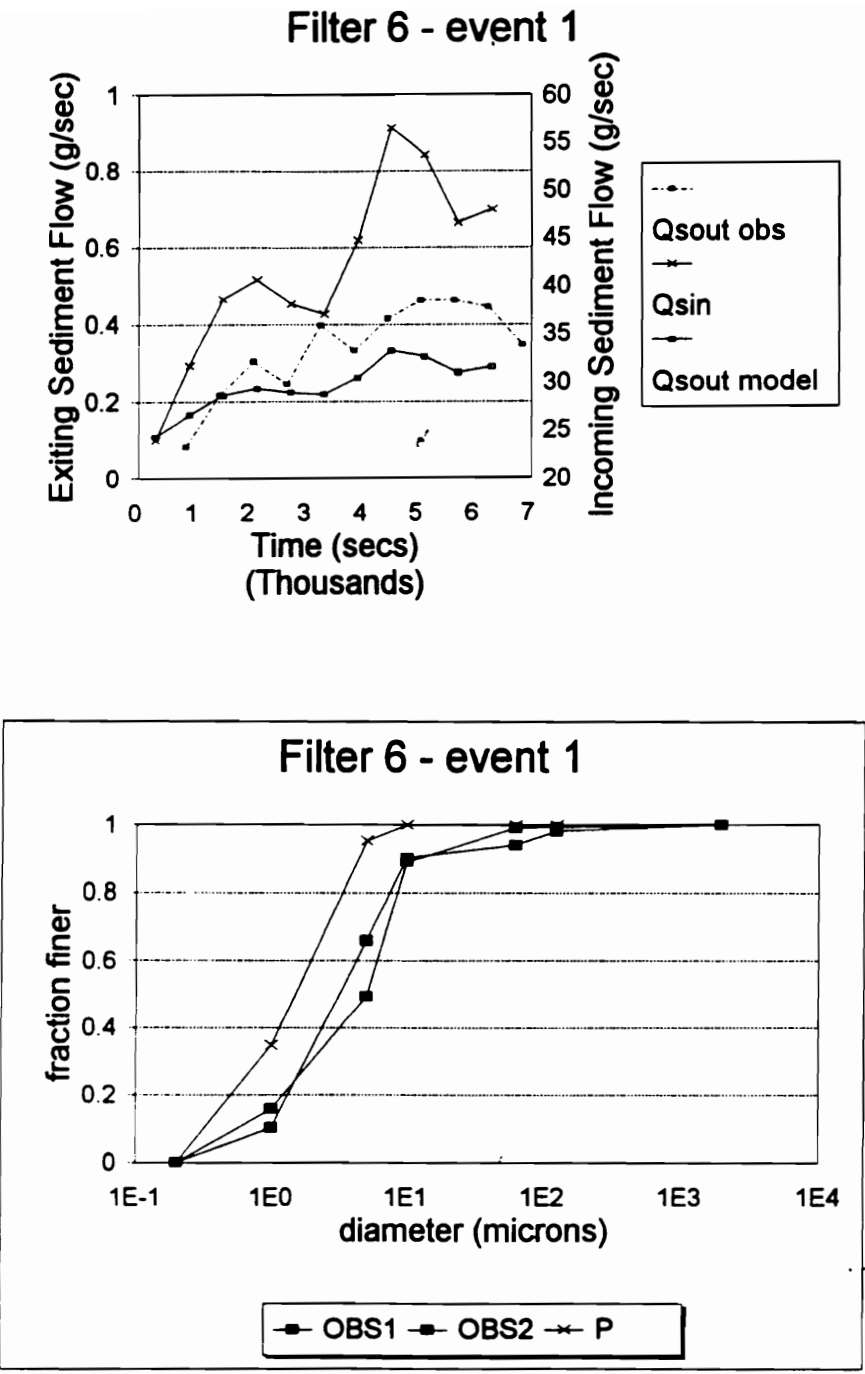 Filter 6 - event 1
Exiting Sediment Flow (g/sec)
1
0.8
0.6
0.4
0.2
0
60
55
50
45
40
35
30
25
20
Incoming Sediment Flow (g/sec)
0 1 2 3 4 5 6 7
Time (secs)
(Thousands)
Qsout obs
Qsin
Qsout model
Filter 6 - event 1
fraction finer
1
0.8
0.6
0.4
0.2
0
1E-1 1E0 1E1 1E2 1E3 1E4
diameter (microns)
OBS1 OBS2 P